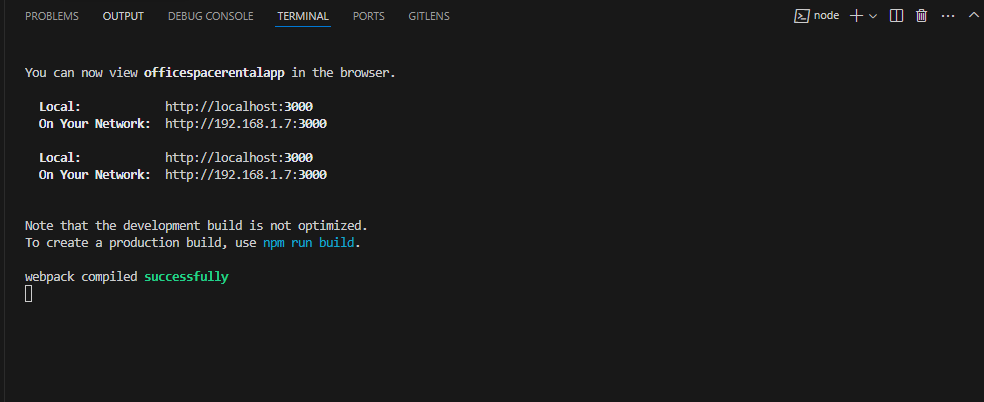 PROBLEMS OUTPUT DEBUG CONSOLE TERMINAL PORTS GITLENS node
You can now view officespacerentalapp in the browser.
Local: http://localhost:3000
On Your Network: http://192.168.1.7:3000
Local: http://localhost:3000
On Your Network: http://192.168.1.7:3000
Note that the development build is not optimized.
To create a production build, use npm run build.
webpack compiled successfully